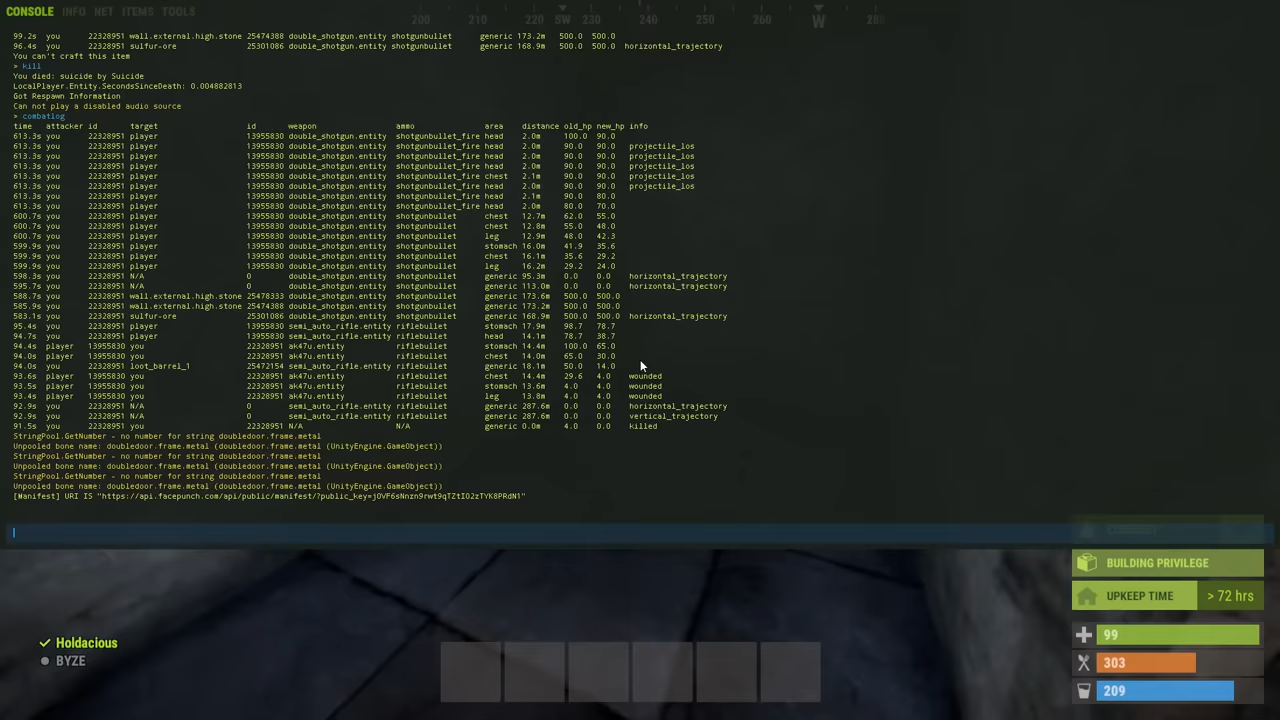 CONSOLE INFO NET ITEMS TOOLS
200 210 220 SW 230 240 250 260 W 280
99.2s you 22328951 wall.external.high.stone 25474388 double_shotgun.entity shotgunbullet generic 173.2m 500.0 500.0
96.4s you 22328951 sulfur-ore 25301086 double_shotgun.entity shotgunbullet generic 168.9m 500.0 500.0 horizontal_trajectory
You can't craft this item
> kill
You died: suicide by Suicide
LocalPlayer.Entity.SecondsSinceDeath: 0.004882813
Got Respawn Information
Can not play a disabled audio source
> combatlog
time attacker id target id weapon ammo area distance old_hp new_hp info
613.3s you 22328951 player 13955830 double_shotgun.entity shotgunbullet_fire head 2.0m 100.0 90.0
613.3s you 22328951 player 13955830 double_shotgun.entity shotgunbullet_fire head 2.0m 90.0 90.0 projectile_los
613.3s you 22328951 player 13955830 double_shotgun.entity shotgunbullet_fire head 2.0m 90.0 90.0 projectile_los
613.3s you 22328951 player 13955830 double_shotgun.entity shotgunbullet_fire head 2.0m 90.0 90.0 projectile_los
613.3s you 22328951 player 13955830 double_shotgun.entity shotgunbullet_fire chest 2.1m 90.0 90.0 projectile_los
613.3s you 22328951 player 13955830 double_shotgun.entity shotgunbullet_fire head 2.0m 90.0 90.0 projectile_los
613.3s you 22328951 player 13955830 double_shotgun.entity shotgunbullet_fire head 2.1m 90.0 80.0
613.3s you 22328951 player 13955830 double_shotgun.entity shotgunbullet_fire head 2.0m 80.0 70.0
600.7s you 22328951 player 13955830 double_shotgun.entity shotgunbullet chest 12.7m 62.0 55.0
600.7s you 22328951 player 13955830 double_shotgun.entity shotgunbullet chest 12.8m 55.0 48.0
600.7s you 22328951 player 13955830 double_shotgun.entity shotgunbullet leg 12.9m 48.0 42.3
599.9s you 22328951 player 13955830 double_shotgun.entity shotgunbullet stomach 16.0m 41.9 35.6
599.9s you 22328951 player 13955830 double_shotgun.entity shotgunbullet chest 16.1m 35.6 29.2
599.9s you 22328951 player 13955830 double_shotgun.entity shotgunbullet leg 16.2m 29.2 24.0
598.3s you 22328951 N/A 0 double_shotgun.entity shotgunbullet generic 95.3m 0.0 0.0 horizontal_trajectory
595.7s you 22328951 N/A 0 double_shotgun.entity shotgunbullet generic 113.0m 0.0 0.0 horizontal_trajectory
588.7s you 22328951 wall.external.high.stone 25478333 double_shotgun.entity shotgunbullet generic 173.6m 500.0 500.0
585.9s you 22328951 wall.external.high.stone 25474388 double_shotgun.entity shotgunbullet generic 173.2m 500.0 500.0
583.1s you 22328951 sulfur-ore 25301086 double_shotgun.entity shotgunbullet generic 168.9m 500.0 500.0 horizontal_trajectory
95.4s you 22328951 player 13955830 semi_auto_rifle.entity riflebullet stomach 17.9m 98.7 78.7
94.7s you 22328951 player 13955830 semi_auto_rifle.entity riflebullet head 14.1m 78.7 38.7
94.4s player 13955830 you 22328951 ak47u.entity riflebullet stomach 14.4m 100.0 65.0
94.0s player 13955830 you 22328951 ak47u.entity riflebullet chest 14.0m 65.0 30.0
94.0s you 22328951 loot_barrel_1 25472154 semi_auto_rifle.entity riflebullet generic 18.1m 50.0 14.0
93.6s player 13955830 you 22328951 ak47u.entity riflebullet chest 14.4m 29.6 4.0 wounded
93.5s player 13955830 you 22328951 ak47u.entity riflebullet stomach 13.6m 4.0 4.0 wounded
93.4s player 13955830 you 22328951 ak47u.entity riflebullet leg 13.8m 4.0 4.0 wounded
92.9s you 22328951 N/A 0 semi_auto_rifle.entity riflebullet generic 287.6m 0.0 0.0 horizontal_trajectory
92.9s you 22328951 N/A 0 semi_auto_rifle.entity riflebullet generic 287.6m 0.0 0.0 vertical_trajectory
91.5s you 22328951 you 22328951 N/A N/A generic 0.0m 4.0 0.0 killed
StringPool.GetNumber - no number for string doubledoor.frame.metal
Unpooled bone name: doubledoor.frame.metal (UnityEngine.GameObject))
StringPool.GetNumber - no number for string doubledoor.frame.metal
Unpooled bone name: doubledoor.frame.metal (UnityEngine.GameObject))
StringPool.GetNumber - no number for string doubledoor.frame.metal
Unpooled bone name: doubledoor.frame.metal (UnityEngine.GameObject))
[Manifest] URI IS "https://api.facepunch.com/api/public/manifest/?public_key=jOVF6sNnzn9rwt9qTZtIO2zTYK8PRdN1"
COMFORT
BUILDING PRIVILEGE
UPKEEP TIME > 72 hrs
Holdacious
99
BYZE
303
209